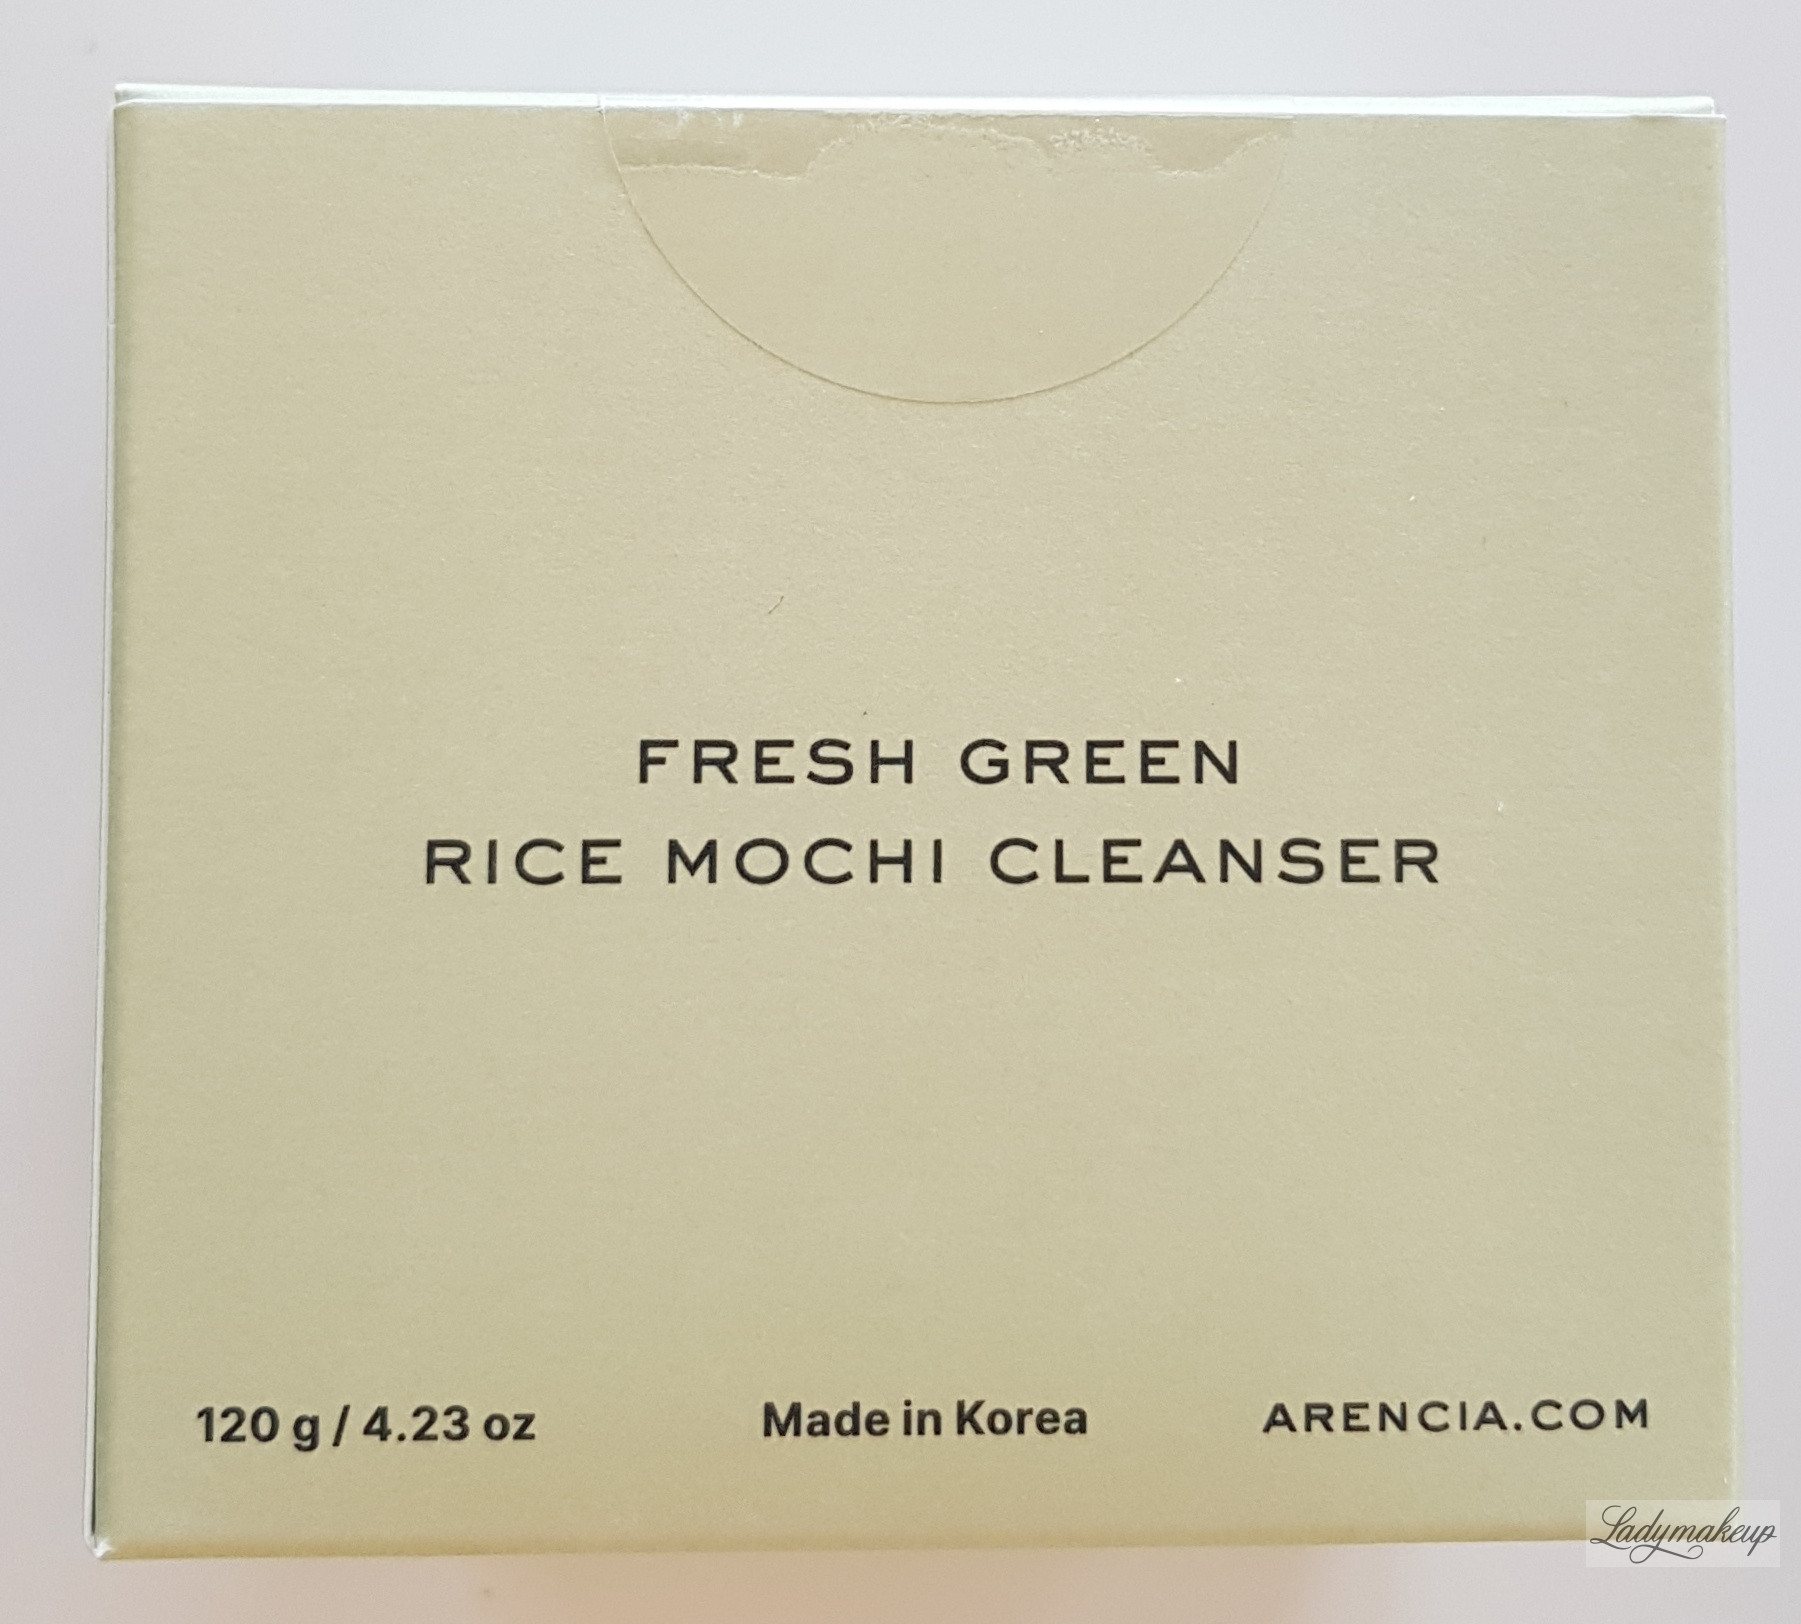 FRESH GREEN
RICE MOCHI CLEANSER
120 g / 4.23 oz
Made in Korea
ARENCIA.COM
Ladymakeup